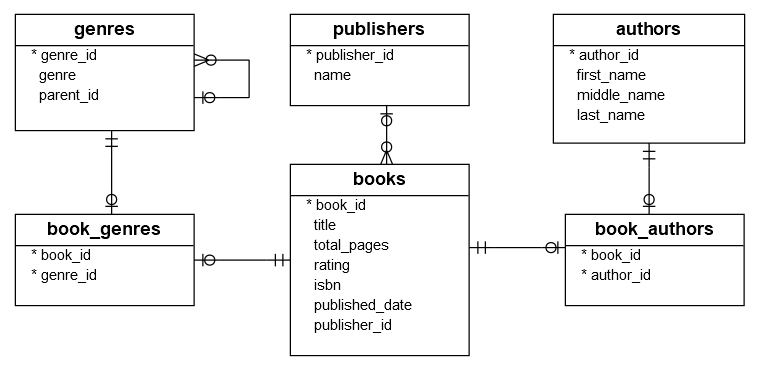 genres
* genre_id
genre
parent_id
publishers
* publisher_id
name
authors
* author_id
first_name
middle_name
last_name
book_genres
* book_id
* genre_id
books
* book_id
title
total_pages
rating
isbn
published_date
publisher_id
book_authors
* book_id
* author_id